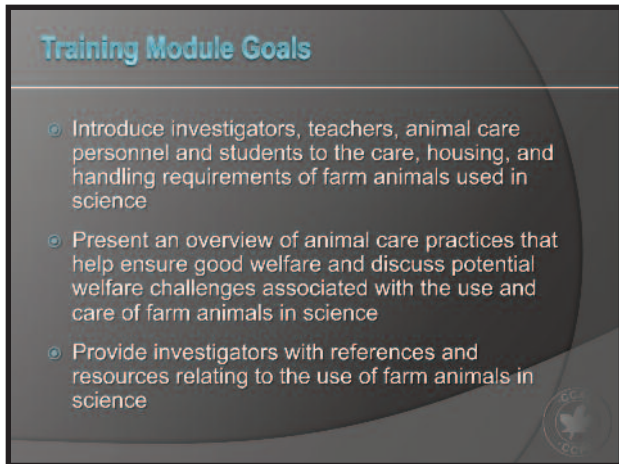 Training Module Goals
Introduce investigators, teachers, animal care
personnel and students to the care, housing, and
handling requirements of farm animals used in
science
Present an overview of animal care practices that
help ensure good welfare and discuss potential
welfare challenges associated with the use and
care of farm animals in science
Provide investigators with references and
resources relating to the use of farm animals in
science